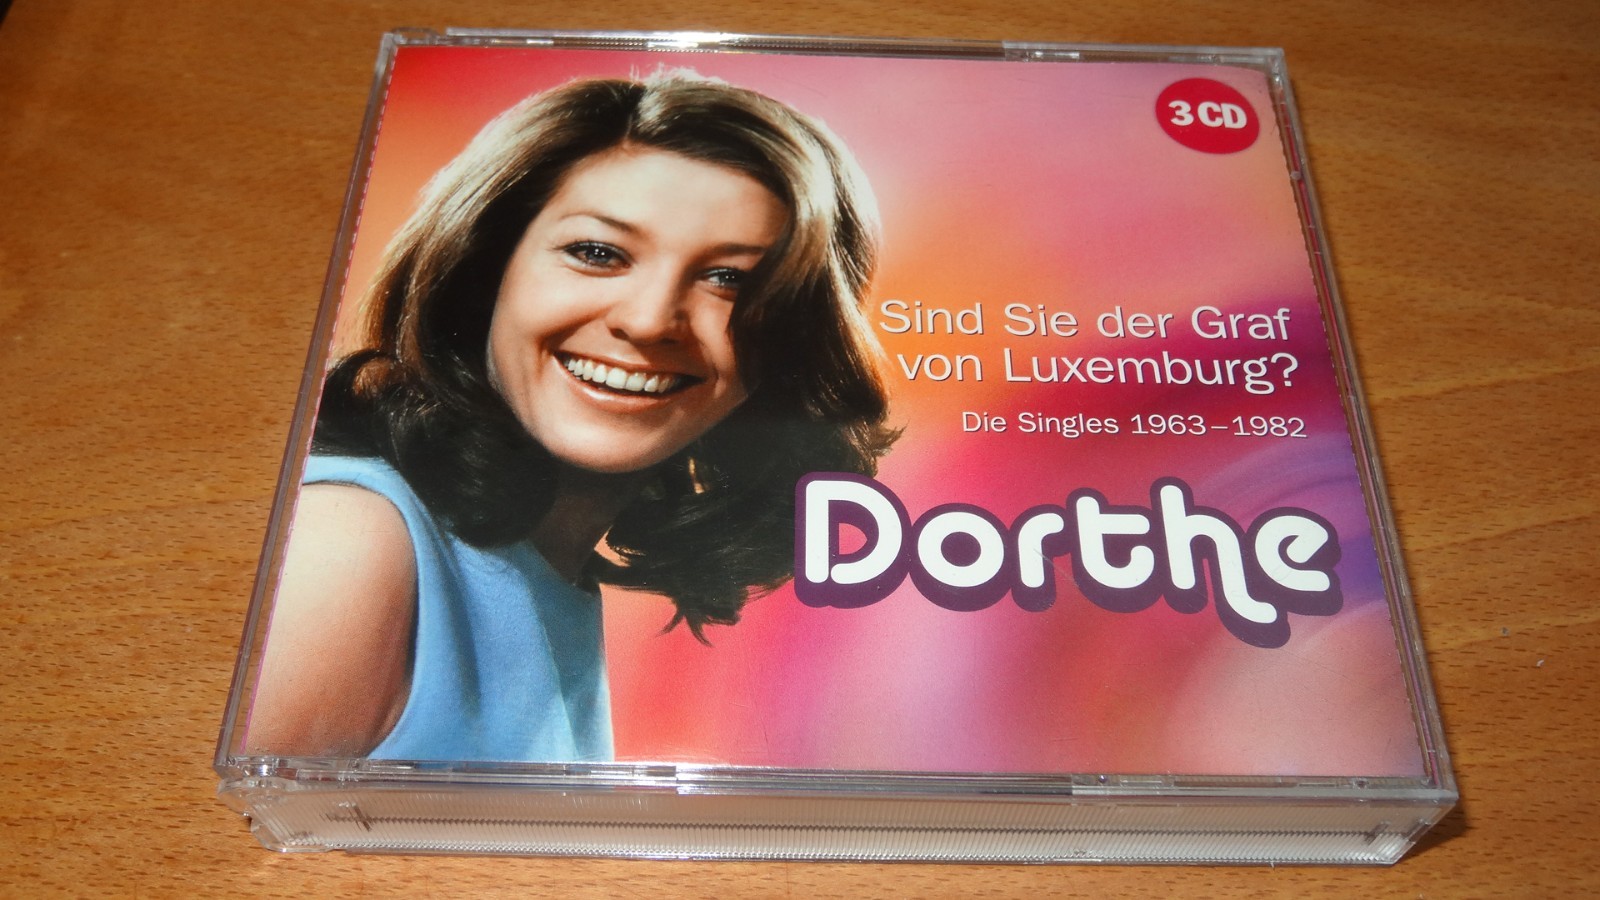 3 CD
Sind Sie der Graf
von Luxemburg?
Die Singles 1963–1982
Dorthe